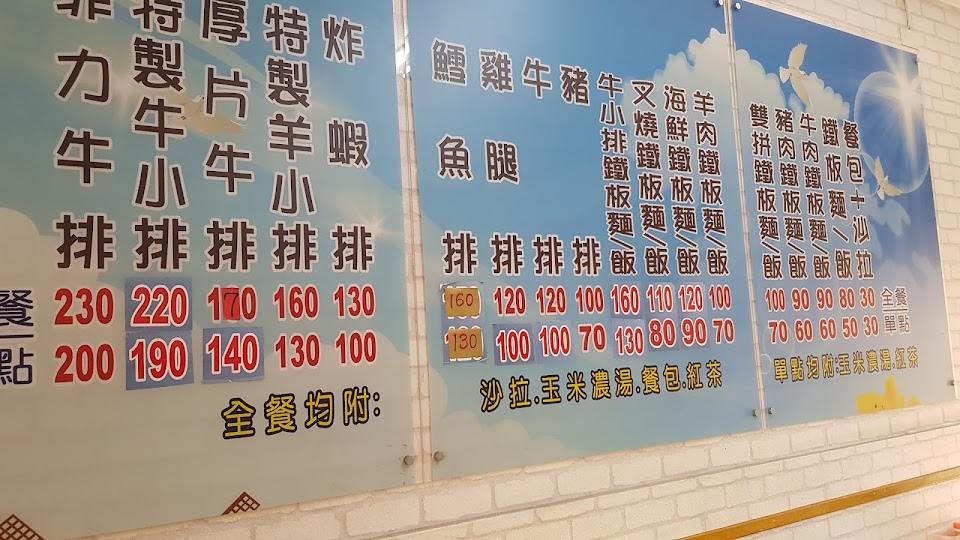 菲力牛排
特製牛小排
厚片牛排
特製羊小排
炸蝦排
餐 230 220 170 160 130
點 200 190 140 130 100
全餐均附:
鱈魚排
雞腿排
牛排
豬排
牛小排鐵板麵/飯
叉燒鐵板麵/飯
海鮮鐵板麵/飯
羊肉鐵板麵/飯
160 120 120 100 160 110 120 100
130 100 100 70 130 80 90 70
沙拉.玉米濃湯.餐包.紅茶
雙拼鐵板麵/飯
豬肉鐵板麵/飯
牛肉鐵板麵/飯
鐵板麵/飯
餐包+沙拉
100 90 90 80 30 全餐
70 60 60 50 30 單點
單點均附:玉米濃湯.紅茶